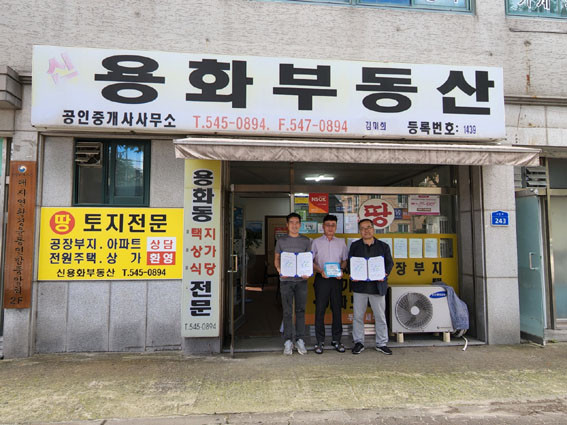 신
용화부동산
공인중개사사무소 T.545-0894. F.547-0894 김미희 등록번호: 1439
땅 토지전문
공장부지.아파트 상담
전원주택.상가 환영
신용화부동산 T.545-0894
용화동
택지
상가
식당
전문
T.545-0894
땅
장부지
243
SAMSUNG
2F